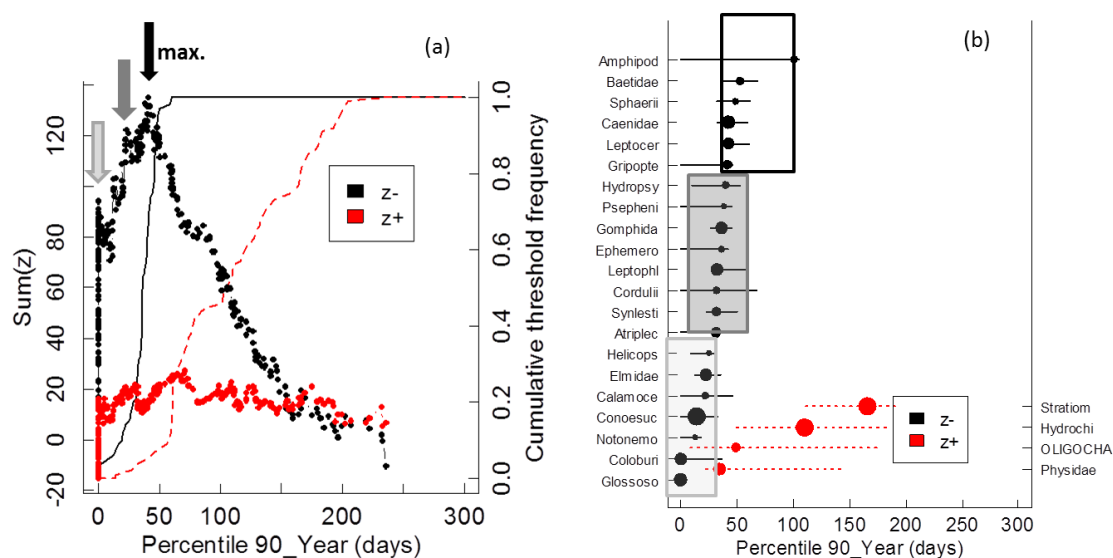 (a)
max.
120
80
60
40
20
0
-20
Sum(z)
z-
z+
1.0
0.8
0.6
0.4
0.2
0.0
Cumulative threshold frequency
0 50 100 200 300
Percentile 90_Year (days)
(b)
Amphipod
Baetidae
Sphaerii
Caenidae
Leptocer
Gripopte
Hydropsy
Psepheni
Gomphida
Ephemero
Leptophl
Cordulii
Synlesti
Atriplec
Helicops
Elmidae
Calamoce
Conoesuc
Notonemo
Coloburi
Glossoso
z-
z+
Stratiom
Hydrochi
OLIGOCHA
Physidae
0 50 100 200 300
Percentile 90_Year (days)